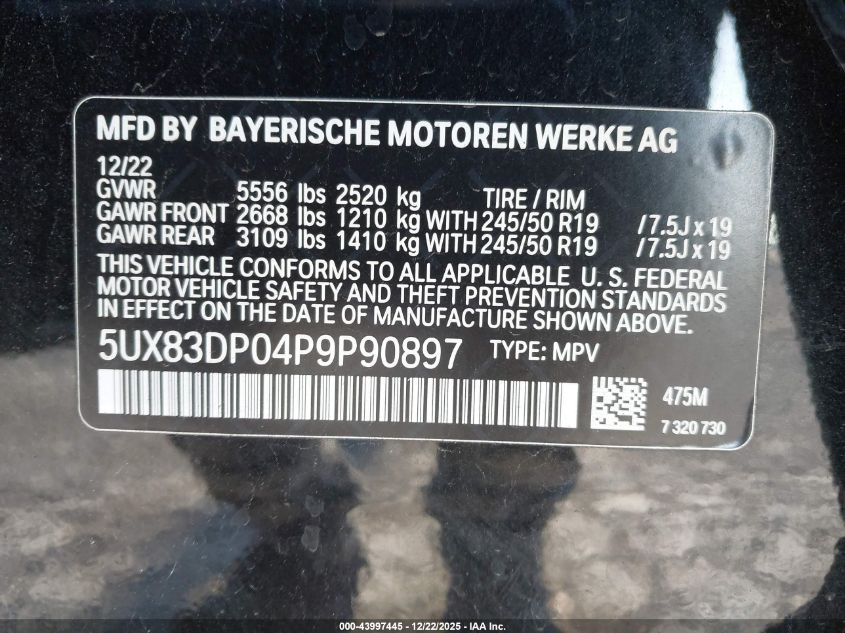 MFD BY BAYERISCHE MOTOREN WERKE AG
12/22
GVWR 5556 lbs 2520 kg TIRE / RIM
GAWR FRONT 2668 lbs 1210 kg WITH 245/50 R19 / 7.5J x 19
GAWR REAR 3109 lbs 1410 kg WITH 245/50 R19 / 7.5J x 19
THIS VEHICLE CONFORMS TO ALL APPLICABLE U. S. FEDERAL
MOTOR VEHICLE SAFETY AND THEFT PREVENTION STANDARDS
IN EFFECT ON THE DATE OF MANUFACTURE SHOWN ABOVE.
5UX83DP04P9P90897 TYPE: MPV
475M
7 320 730
000-43997445 - 12/22/2025 - IAA Inc.